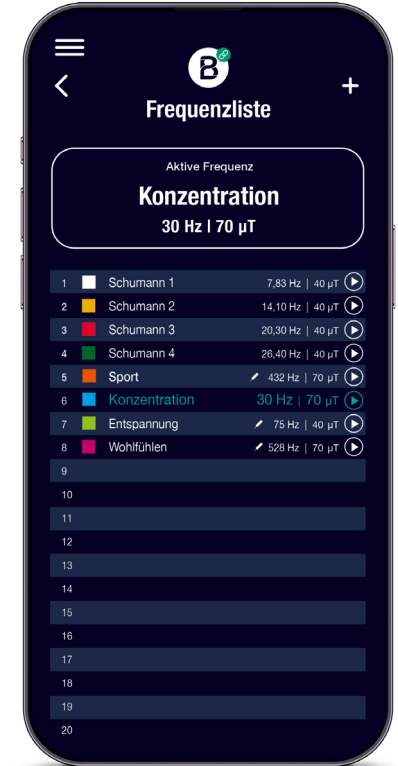 B
Frequenzliste
Aktive Frequenz
Konzentration
30 Hz | 70 µT
1 Schumann 1 7,83 Hz | 40 µT
2 Schumann 2 14,10 Hz | 40 µT
3 Schumann 3 20,30 Hz | 40 µT
4 Schumann 4 26,40 Hz | 40 µT
5 Sport 432 Hz | 70 µT
6 Konzentration 30 Hz | 70 µT
7 Entspannung 75 Hz | 40 µT
8 Wohlfühlen 528 Hz | 70 µT
9
10
11
12
13
14
15
16
17
18
19
20